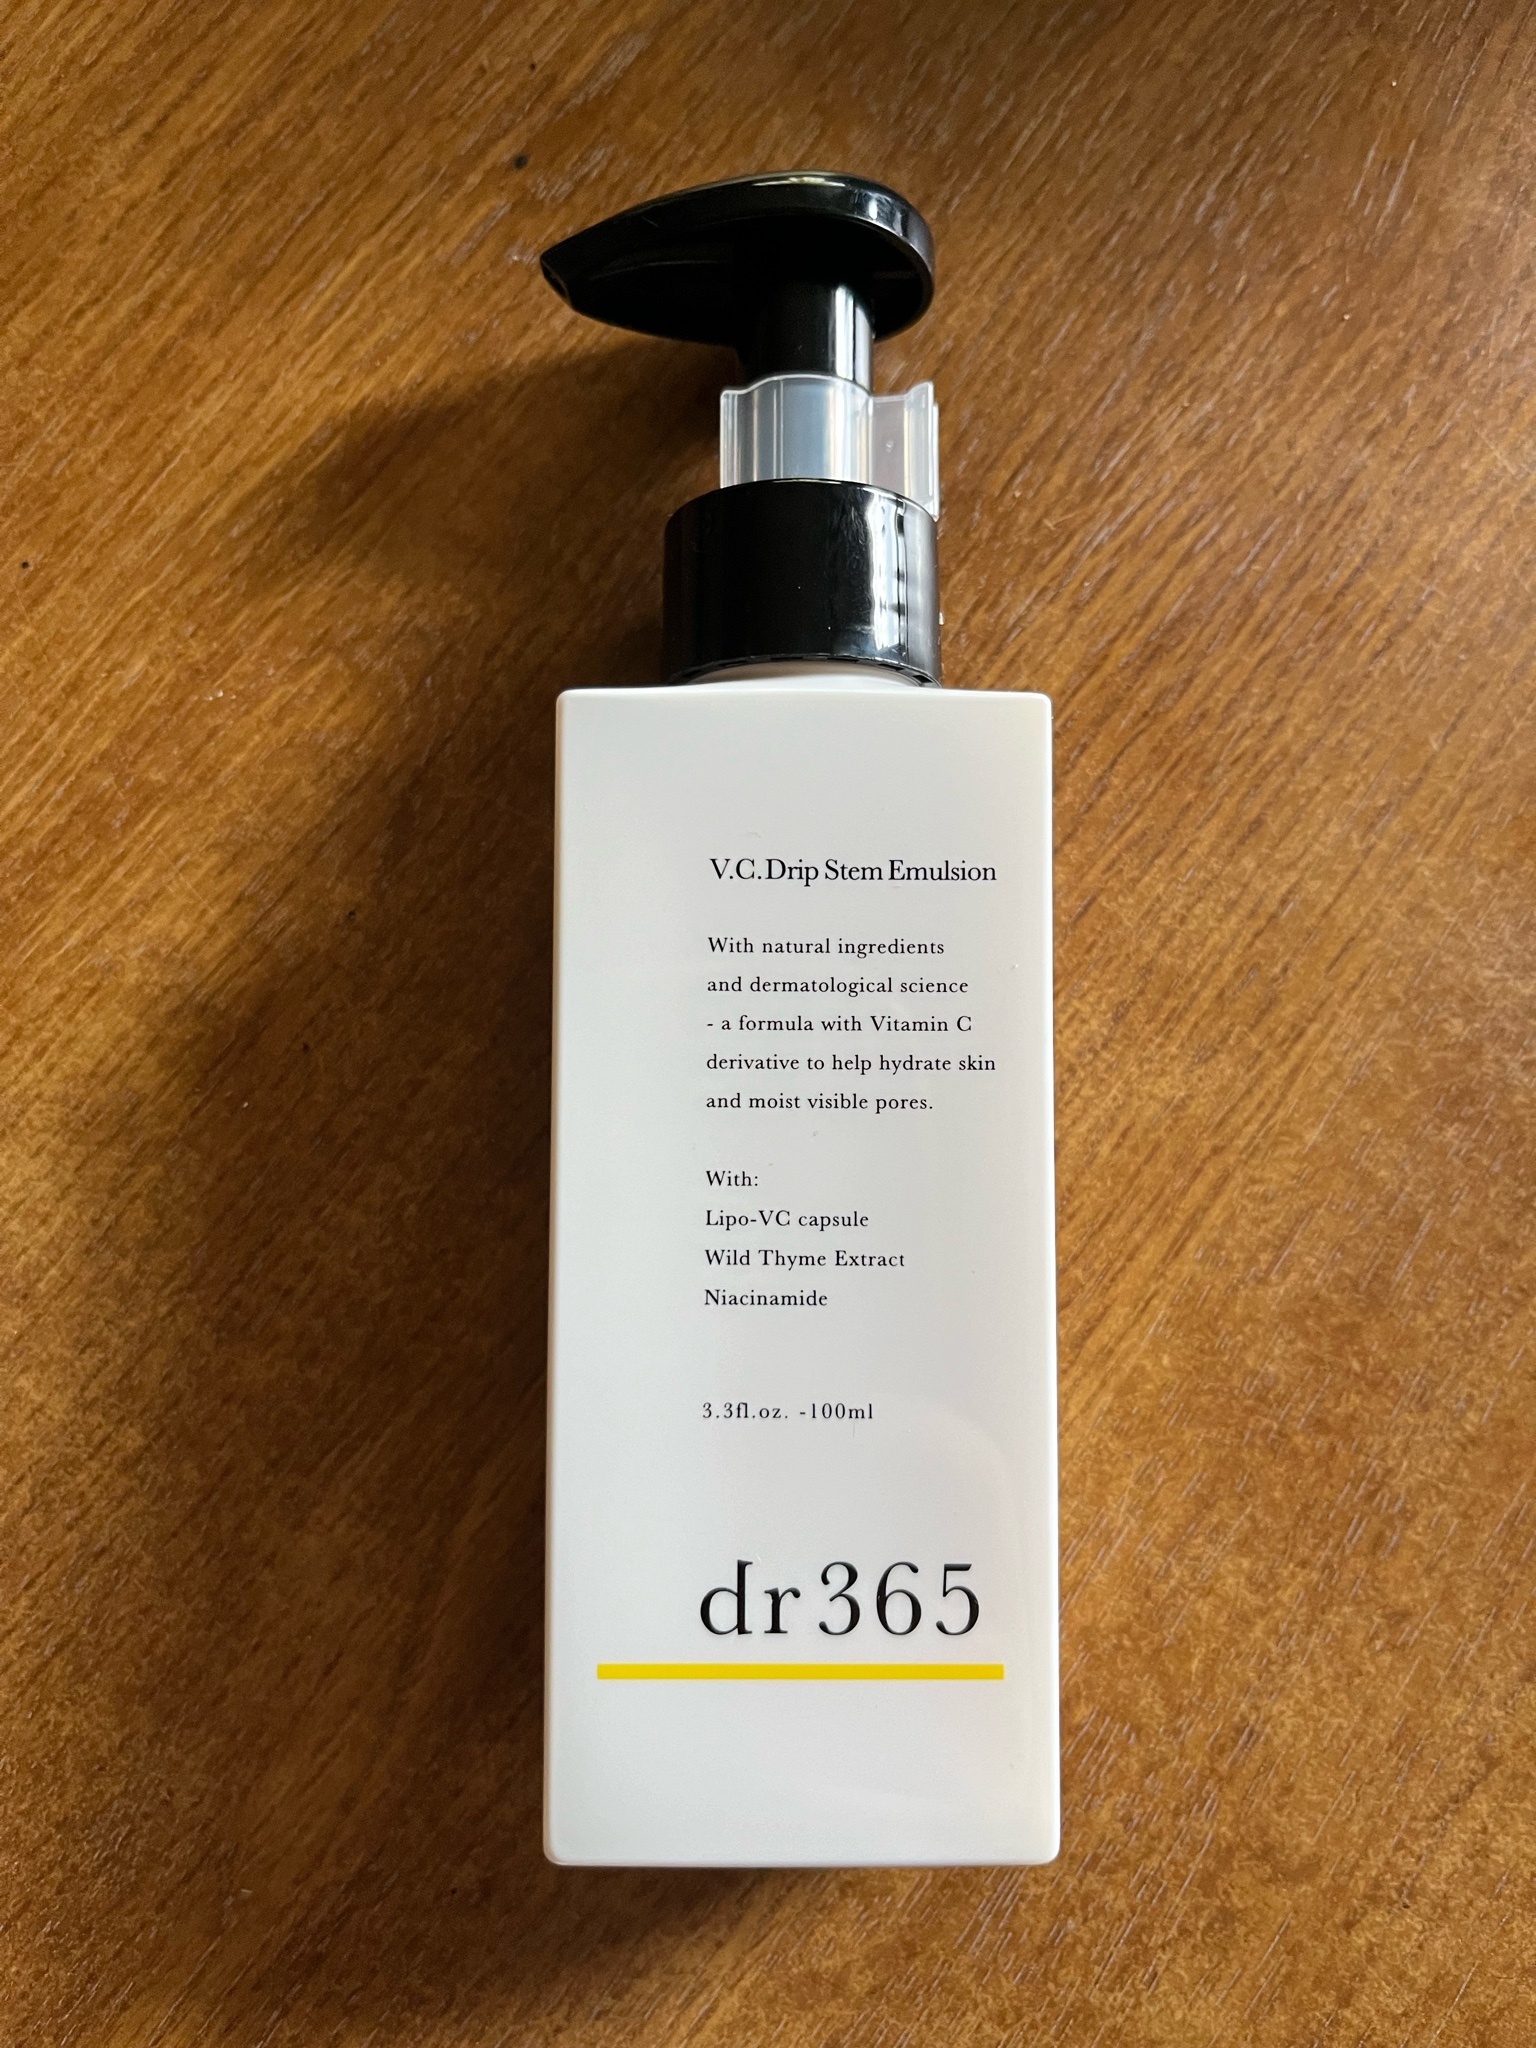 V.C.Drip Stem Emulsion
With natural ingredients
and dermatological science
- a formula with Vitamin C
derivative to help hydrate skin
and moist visible pores.
With:
Lipo-VC capsule
Wild Thyme Extract
Niacinamide
3.3fl.oz. -100ml
dr365